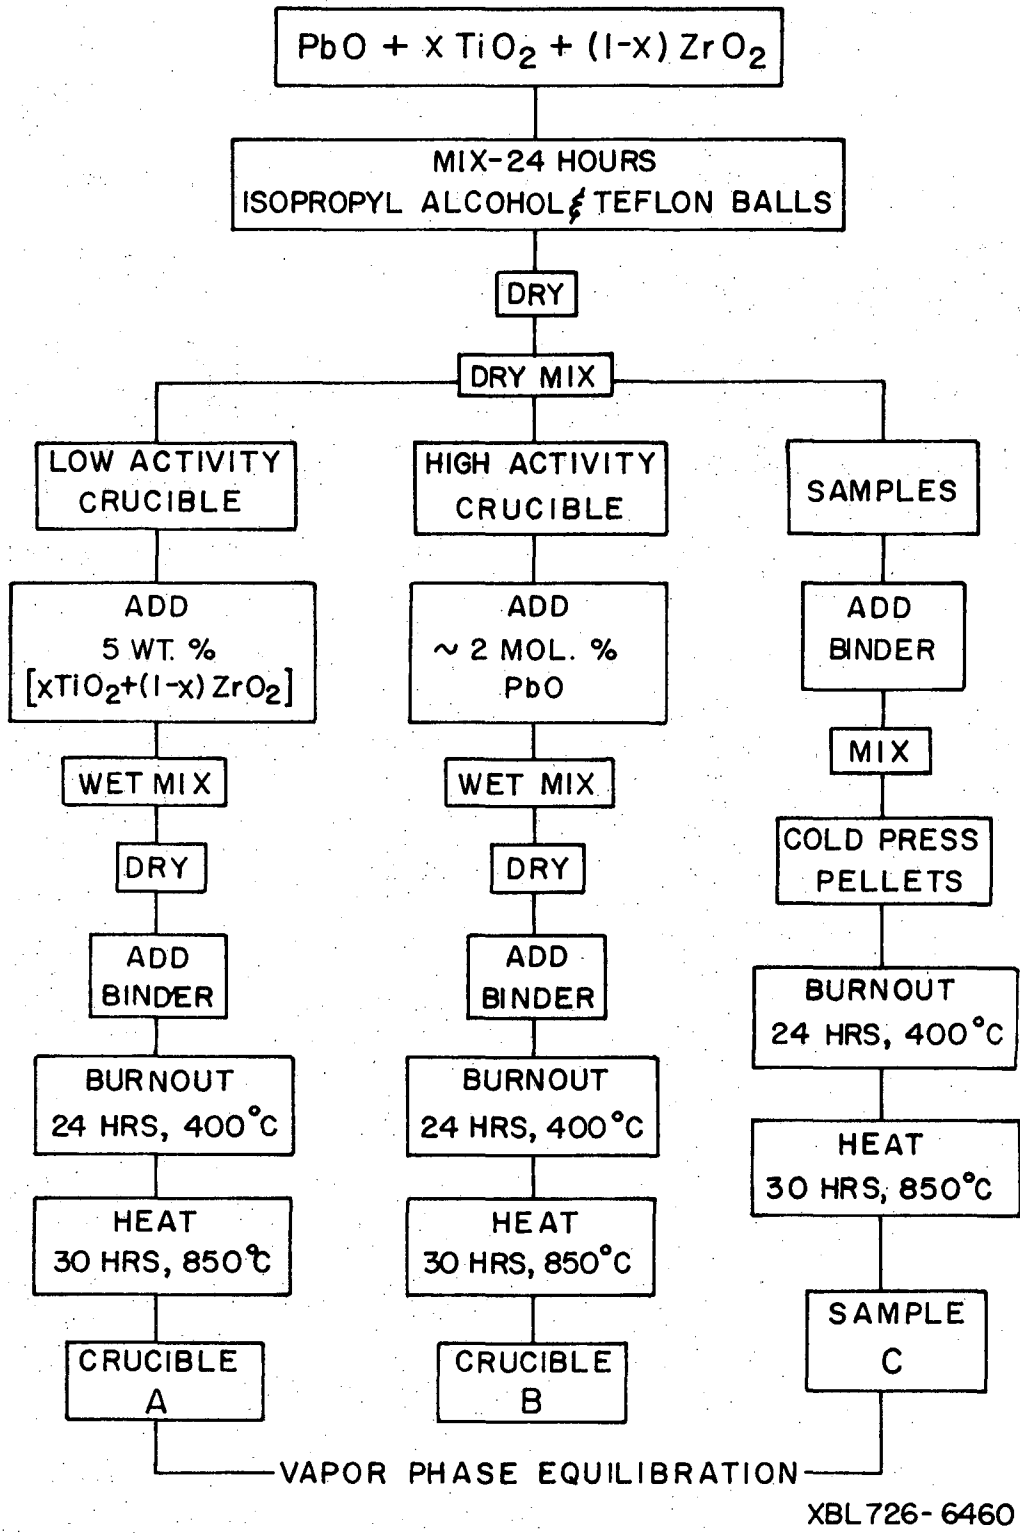 PbO + x TiO2 + (1-x) ZrO2
MIX-24 HOURS
ISOPROPYL ALCOHOL & TEFLON BALLS
DRY
DRY MIX
LOW ACTIVITY
CRUCIBLE
ADD
5 WT. %
[xTiO2+(1-x) ZrO2]
WET MIX
DRY
ADD
BINDER
BURNOUT
24 HRS, 400°C
HEAT
30 HRS, 850°C
CRUCIBLE
A
HIGH ACTIVITY
CRUCIBLE
ADD
~ 2 MOL. %
PbO
WET MIX
DRY
ADD
BINDER
BURNOUT
24 HRS, 400°C
HEAT
30 HRS, 850°C
CRUCIBLE
B
SAMPLES
ADD
BINDER
MIX
COLD PRESS
PELLETS
BURNOUT
24 HRS, 400°C
HEAT
30 HRS, 850°C
SAMPLE
C
VAPOR PHASE EQUILIBRATION
XBL 726-6460